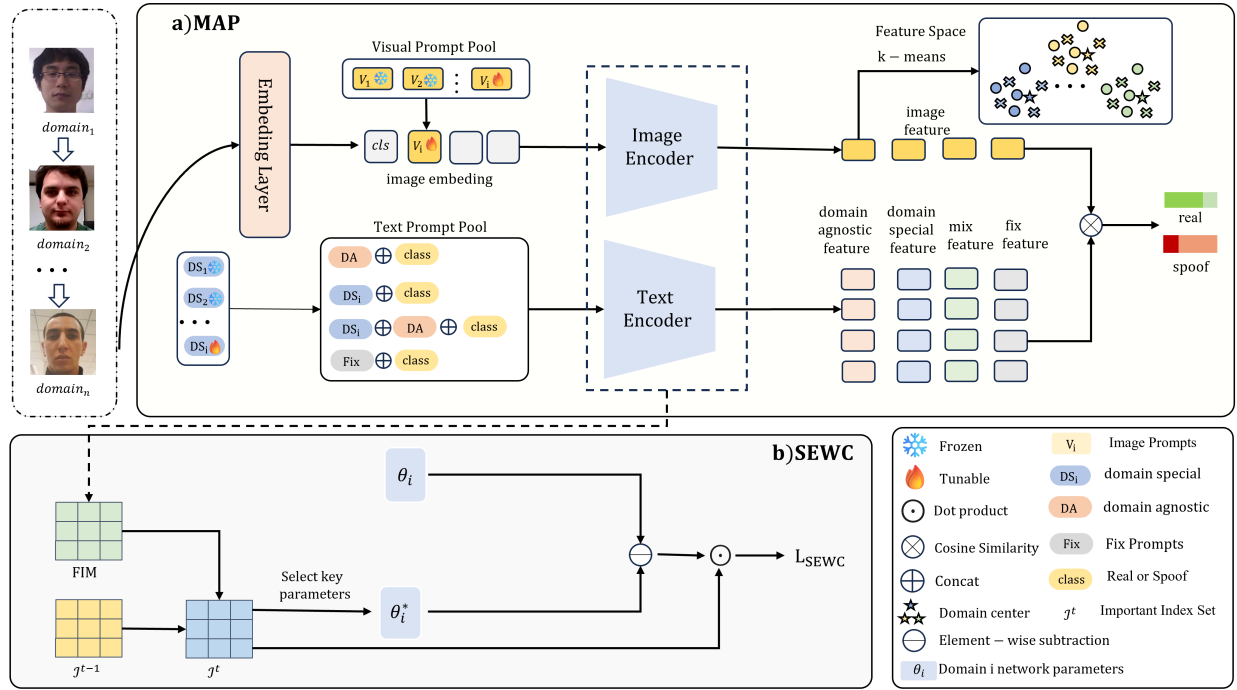 a)MAP
domain₁
domain₂
• • •
domainₙ
Embeding Layer
Visual Prompt Pool
V₁
V₂
:
Vᵢ
cls
Vᵢ
image embeding
Text Prompt Pool
DS₁
DS₂
• • •
DSᵢ
DA ⊕ class
DSᵢ ⊕ class
DSᵢ ⊕ DA ⊕ class
Fix ⊕ class
Image
Encoder
Text
Encoder
Feature Space
k − means
• • • •
image
feature
domain
agnostic
feature
domain
special
feature
mix
feature
fix
feature
real
spoof
b)SEWC
FIM
𝒥ᵗ⁻¹
𝒥ᵗ
Select key
parameters
θᵢ
θᵢ*
L_SEWC
Frozen
Tunable
Dot product
Cosine Similarity
Concat
Domain center
Element − wise subtraction
θᵢ Domain i network parameters
Vᵢ Image Prompts
DSᵢ domain special
DA domain agnostic
Fix Fix Prompts
class Real or Spoof
𝒥ᵗ Important Index Set